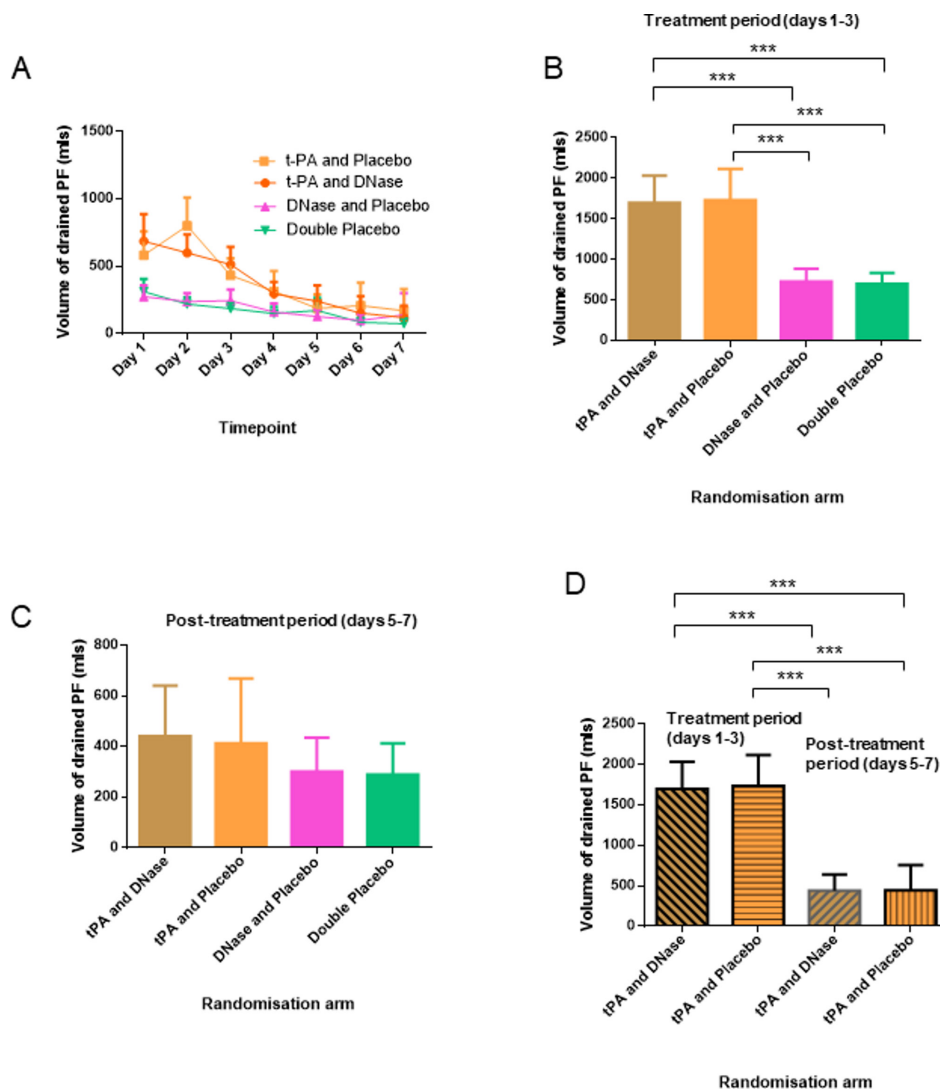 A
Volume of drained PF (mls)
1500
1000
500
0
t-PA and Placebo
t-PA and DNase
DNase and Placebo
Double Placebo
Day 1
Day 2
Day 3
Day 4
Day 5
Day 6
Day 7
Timepoint
B
Treatment period (days 1-3)
***
***
***
***
Volume of drained PF (mls)
2500
2000
1500
1000
500
0
tPA and DNase
tPA and Placebo
DNase and Placebo
Double Placebo
Randomisation arm
C
Post-treatment period (days 5-7)
Volume of drained PF (mls)
800
600
400
200
0
tPA and DNase
tPA and Placebo
DNase and Placebo
Double Placebo
Randomisation arm
D
***
***
***
***
Volume of drained PF (mls)
2500
2000
1500
1000
500
0
Treatment period
(days 1-3)
Post-treatment
period (days 5-7)
tPA and DNase
tPA and Placebo
tPA and DNase
tPA and Placebo
Randomisation arm